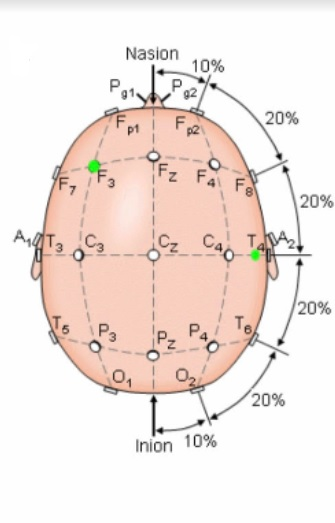 Nasion
10%
Pg1 Pg2
Fp1 Fp2
20%
F7 F3 Fz F4 F8
20%
A1 T3 C3 Cz C4 T4 A2
20%
T5 P3 Pz P4 T6
O1 O2
20%
Inion 10%